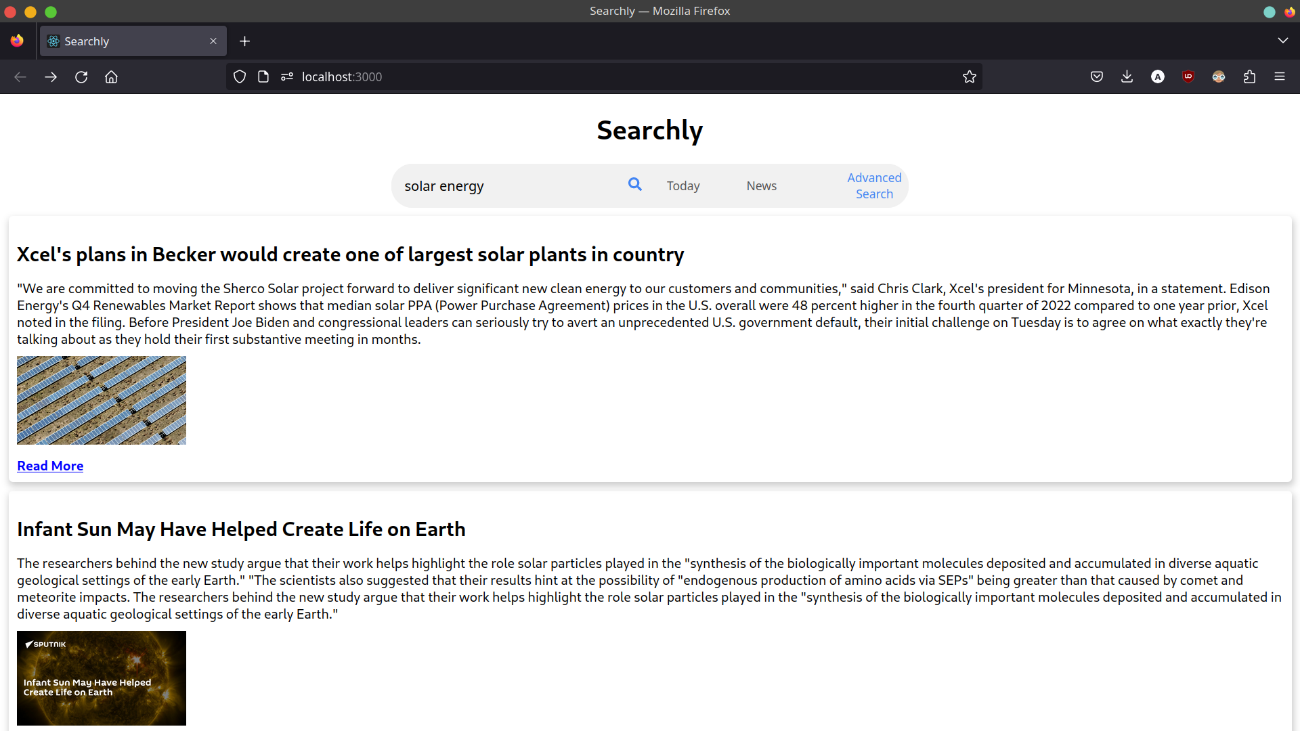 Searchly — Mozilla Firefox
Searchly
localhost:3000
Searchly
solar energy
Today
News
Advanced
Search
Xcel's plans in Becker would create one of largest solar plants in country
"We are committed to moving the Sherco Solar project forward to deliver significant new clean energy to our customers and communities," said Chris Clark, Xcel's president for Minnesota, in a statement. Edison
Energy's Q4 Renewables Market Report shows that median solar PPA (Power Purchase Agreement) prices in the U.S. overall were 48 percent higher in the fourth quarter of 2022 compared to one year prior, Xcel
noted in the filing. Before President Joe Biden and congressional leaders can seriously try to avert an unprecedented U.S. government default, their initial challenge on Tuesday is to agree on what exactly they're
talking about as they hold their first substantive meeting in months.
Read More
Infant Sun May Have Helped Create Life on Earth
The researchers behind the new study argue that their work helps highlight the role solar particles played in the "synthesis of the biologically important molecules deposited and accumulated in diverse aquatic
geological settings of the early Earth." "The scientists also suggested that their results hint at the possibility of "endogenous production of amino acids via SEPs" being greater than that caused by comet and
meteorite impacts. The researchers behind the new study argue that their work helps highlight the role solar particles played in the "synthesis of the biologically important molecules deposited and accumulated in
diverse aquatic geological settings of the early Earth."
SPUTNIK
Infant Sun May Have Helped
Create Life on Earth